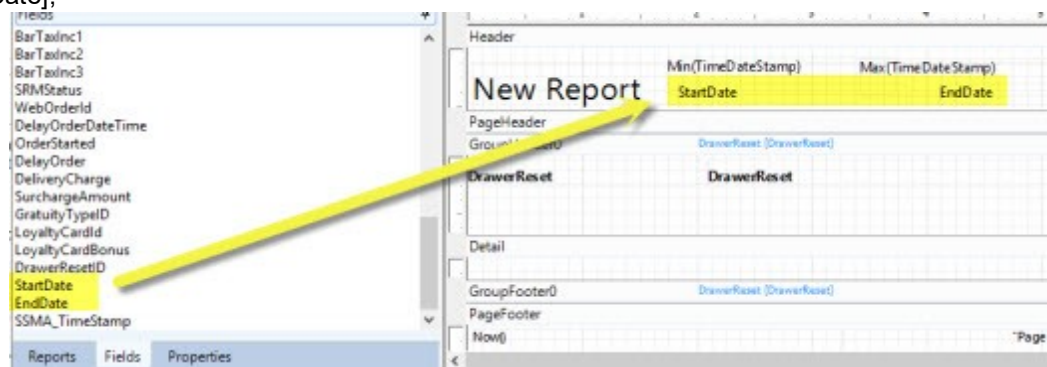 Fields
BarTaxInc1
BarTaxInc2
BarTaxInc3
SRMStatus
WebOrderId
DelayOrderDateTime
OrderStarted
DelayOrder
DeliveryCharge
SurchargeAmount
GratuityTypeID
LoyaltyCardId
LoyaltyCardBonus
DrawerResetID
StartDate
EndDate
SSMA_TimeStamp
Reports Fields Properties
Header
Min(TimeDateStamp) Max(TimeDateStamp)
New Report StartDate EndDate
PageHeader
DrawerReset [DrawerReset]
DrawerReset DrawerReset
Detail
GroupFooter0 DrawerReset [DrawerReset]
PageFooter
Now() "Page